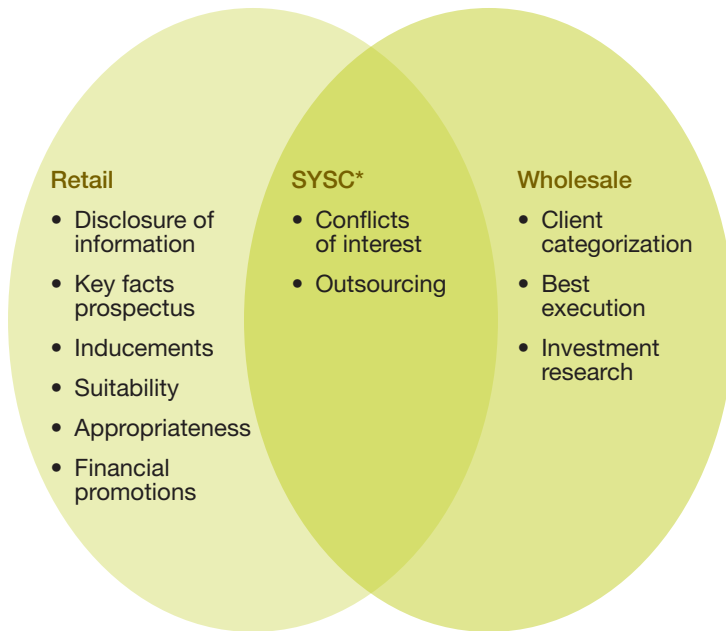 Retail
• Disclosure of
information
• Key facts
prospectus
• Inducements
• Suitability
• Appropriateness
• Financial
promotions
SYSC*
• Conflicts
of interest
• Outsourcing
Wholesale
• Client
categorization
• Best
execution
• Investment
research